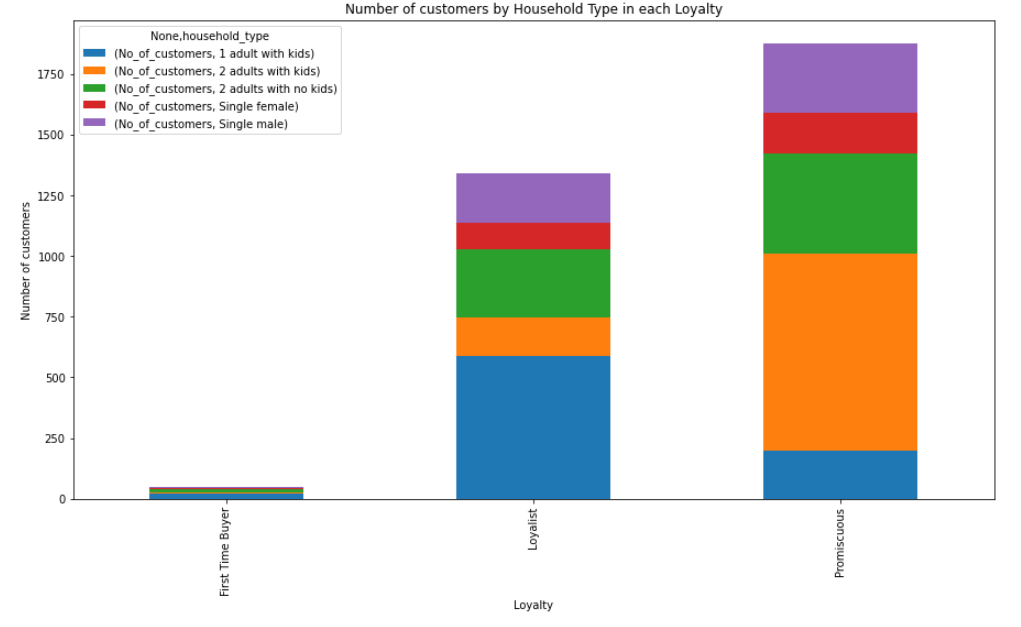 Number of customers by Household Type in each Loyalty
None,household_type
(No_of_customers, 1 adult with kids)
(No_of_customers, 2 adults with kids)
(No_of_customers, 2 adults with no kids)
(No_of_customers, Single female)
(No_of_customers, Single male)
Number of customers
1750
1500
1250
1000
750
500
250
0
First Time Buyer
Loyalist
Promiscuous
Loyalty